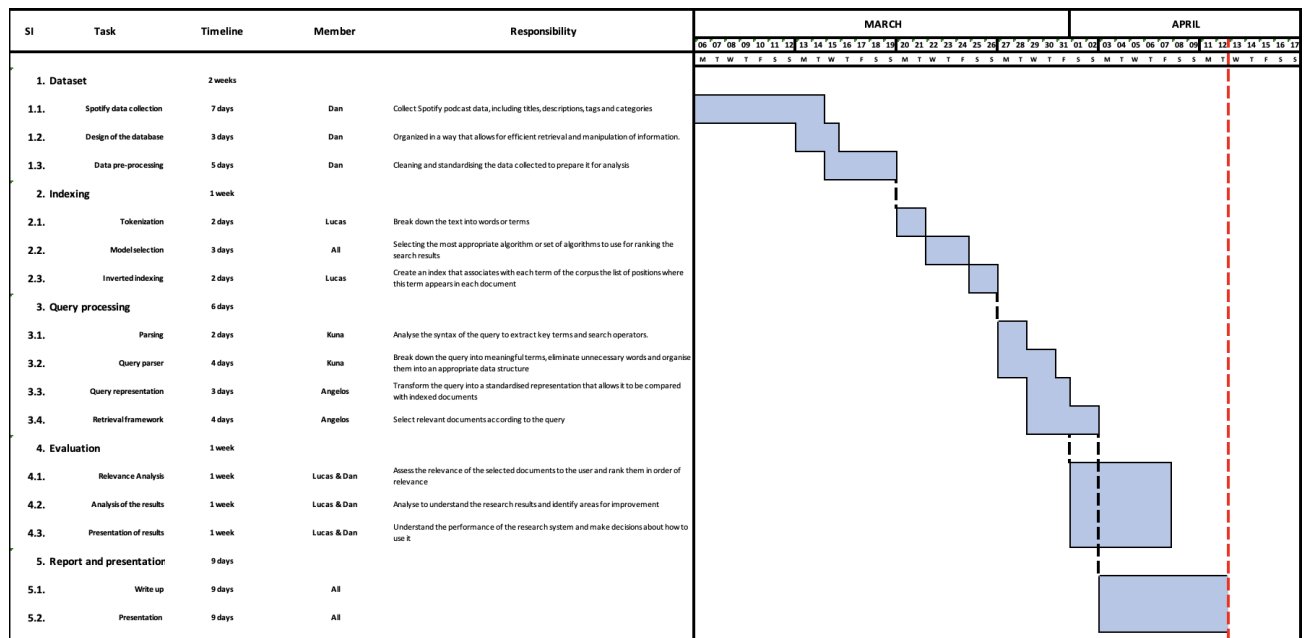 MARCH APRIL
SI Task Timeline Member Responsibility
06 07 08 09 10 11 12 13 14 15 16 17 18 19 20 21 22 23 24 25 26 27 28 29 30 31 01 02 03 04 05 06 07 08 09 11 12 13 14 15 16 17
M T W T F S S M T W T F S S M T W T F S S M T W T F S S M T W T F S S M T W T F S S
1. Dataset 2 weeks
1.1. Spotify data collection 7 days Dan Collect Spotify podcast data, including titles, descriptions, tags and categories
1.2. Design of the database 3 days Dan Organized in a way that allows for efficient retrieval and manipulation of information.
1.3. Data pre-processing 5 days Dan Cleaning and standardising the data collected to prepare it for analysis
2. Indexing 1 week
2.1. Tokenization 2 days Lucas Break down the text into words or terms
2.2. Model selection 3 days All Selecting the most appropriate algorithm or set of algorithms to use for ranking the
search results
2.3. Inverted indexing 2 days Lucas Create an index that associates with each term of the corpus the list of positions where
this term appears in each document
3. Query processing 6 days
3.1. Parsing 2 days Kuna Analyse the syntax of the query to extract key terms and search operators.
3.2. Query parser 4 days Kuna Break down the query into meaningful terms, eliminate unnecessary words and organise
them into an appropriate data structure
3.3. Query representation 3 days Angelos Transform the query into a standardised representation that allows it to be compared
with indexed documents
3.4. Retrieval framework 4 days Angelos Select relevant documents according to the query
4. Evaluation 1 week
4.1. Relevance Analysis 1 week Lucas & Dan Assess the relevance of the selected documents to the user and rank them in order of
relevance
4.2. Analysis of the results 1 week Lucas & Dan Analyse to understand the research results and identify areas for improvement
4.3. Presentation of results 1 week Lucas & Dan Understand the performance of the research system and make decisions about how to
use it
5. Report and presentation 9 days
5.1. Write up 9 days All
5.2. Presentation 9 days All